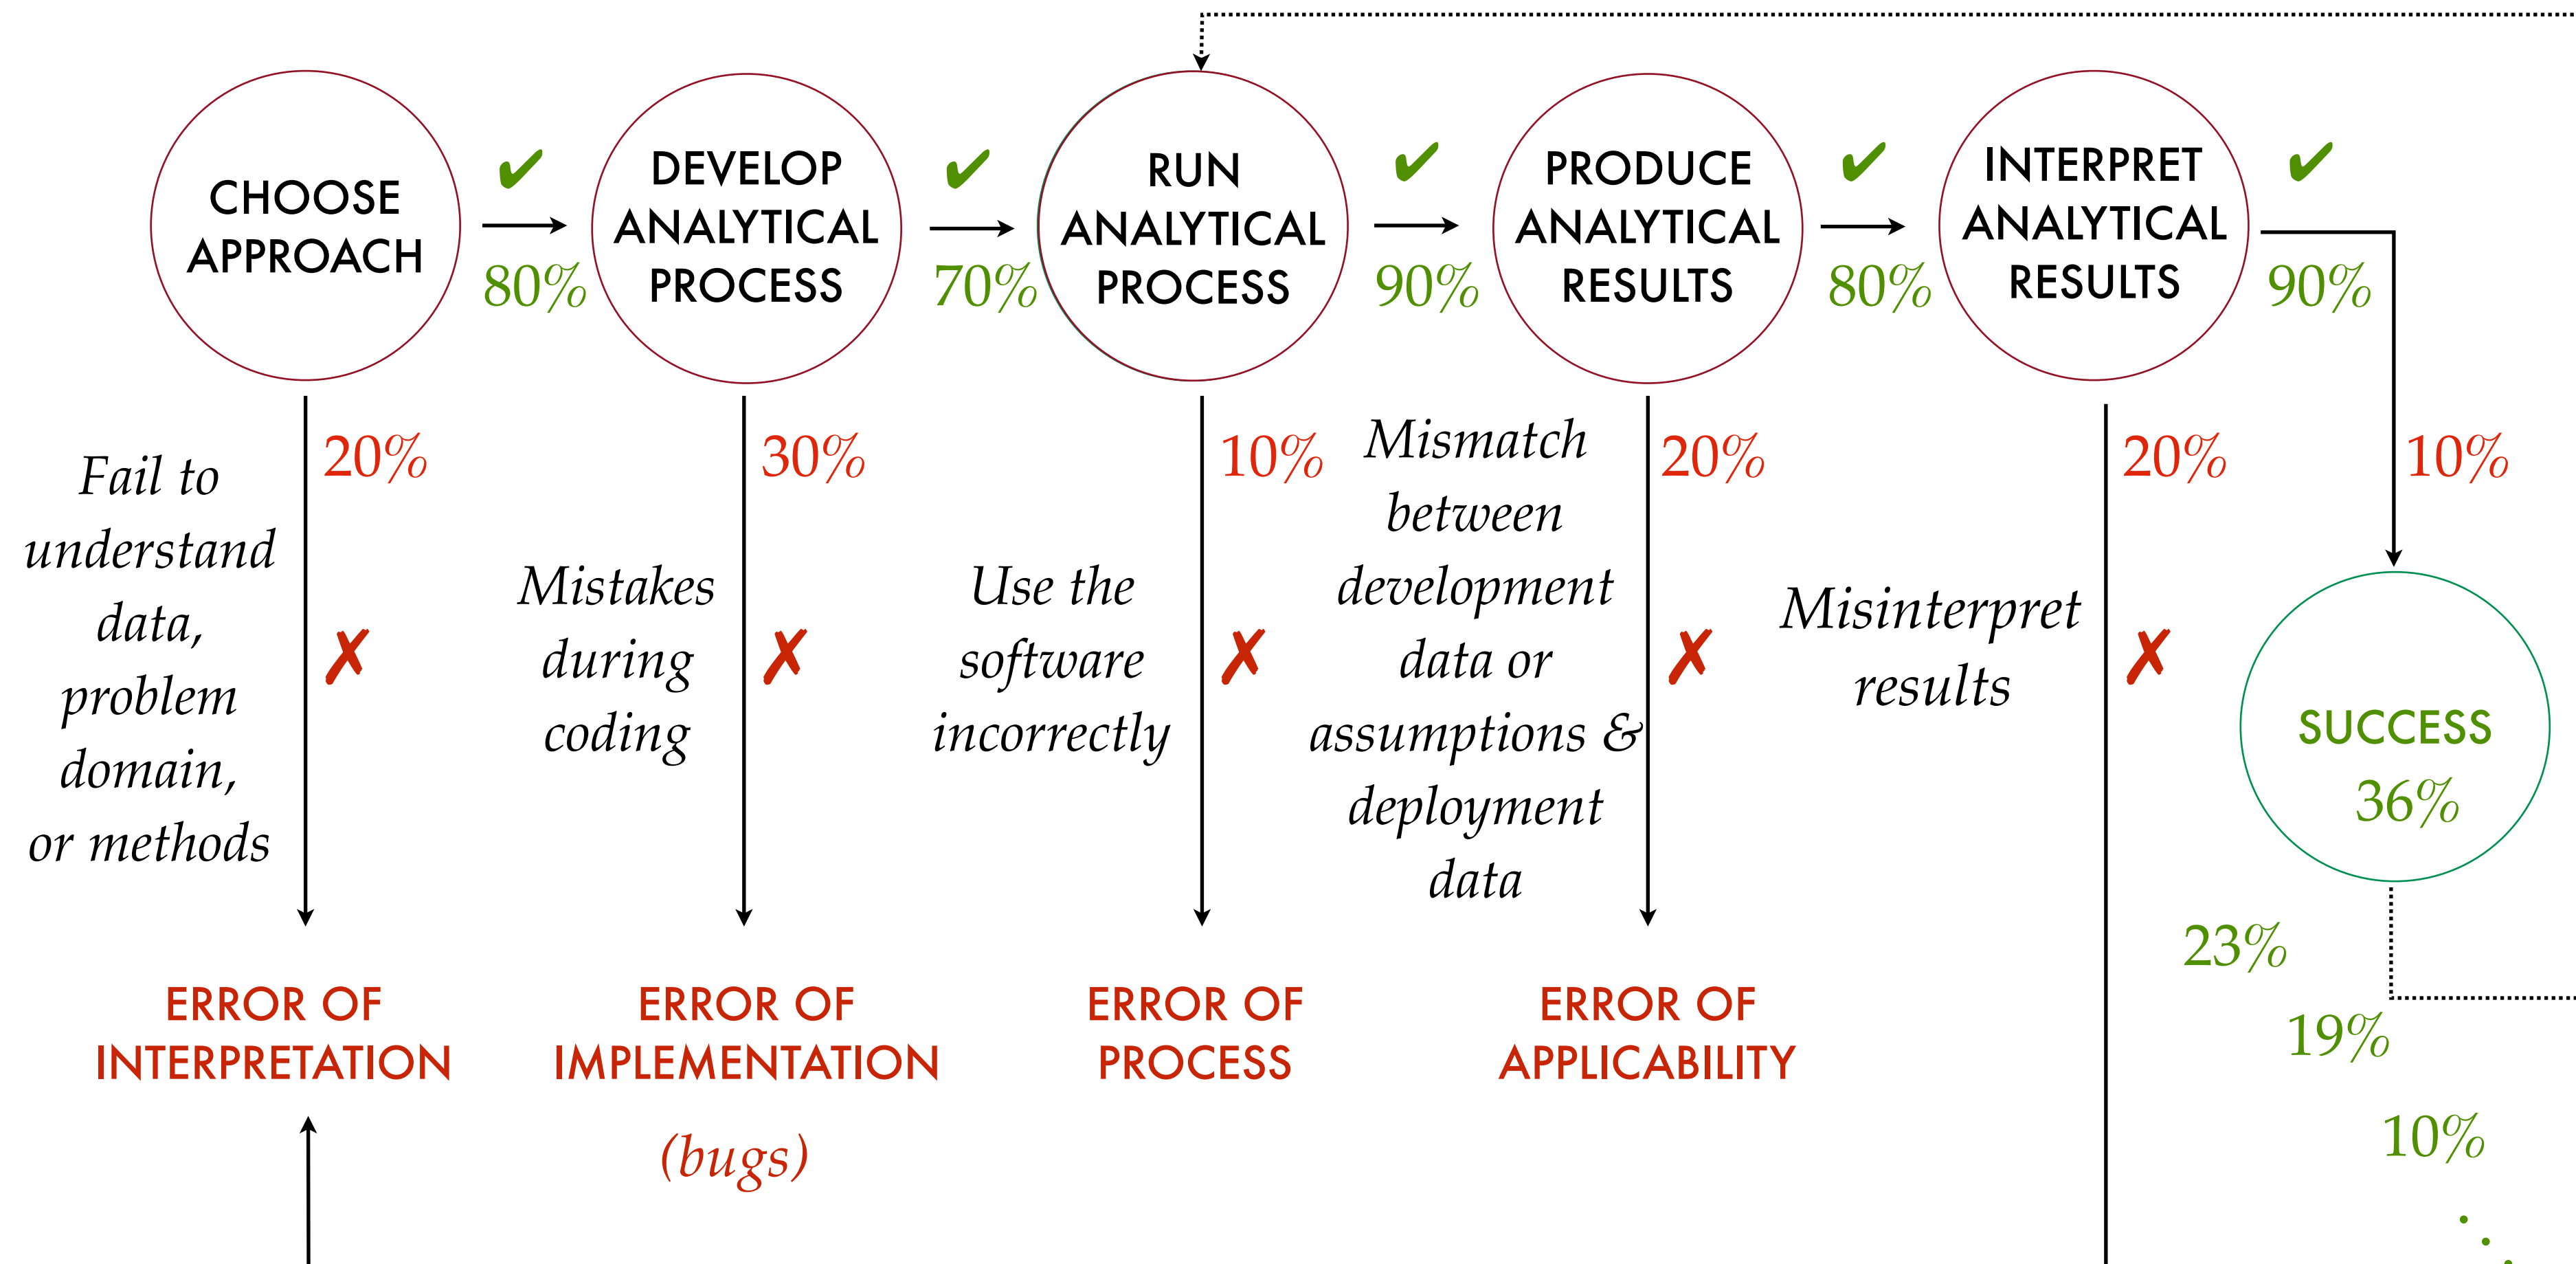 CHOOSE
APPROACH
✔
80%
DEVELOP
ANALYTICAL
PROCESS
✔
70%
RUN
ANALYTICAL
PROCESS
✔
90%
PRODUCE
ANALYTICAL
RESULTS
✔
80%
INTERPRET
ANALYTICAL
RESULTS
✔
90%
Fail to
understand
data,
problem
domain,
or methods
20%
✗
Mistakes
during
coding
30%
✗
Use the
software
incorrectly
10%
✗
Mismatch
between
development
data or
assumptions &
deployment
data
20%
✗
Misinterpret
results
20%
✗
10%
SUCCESS
36%
23%
19%
10%
ERROR OF
INTERPRETATION
ERROR OF
IMPLEMENTATION
(bugs)
ERROR OF
PROCESS
ERROR OF
APPLICABILITY